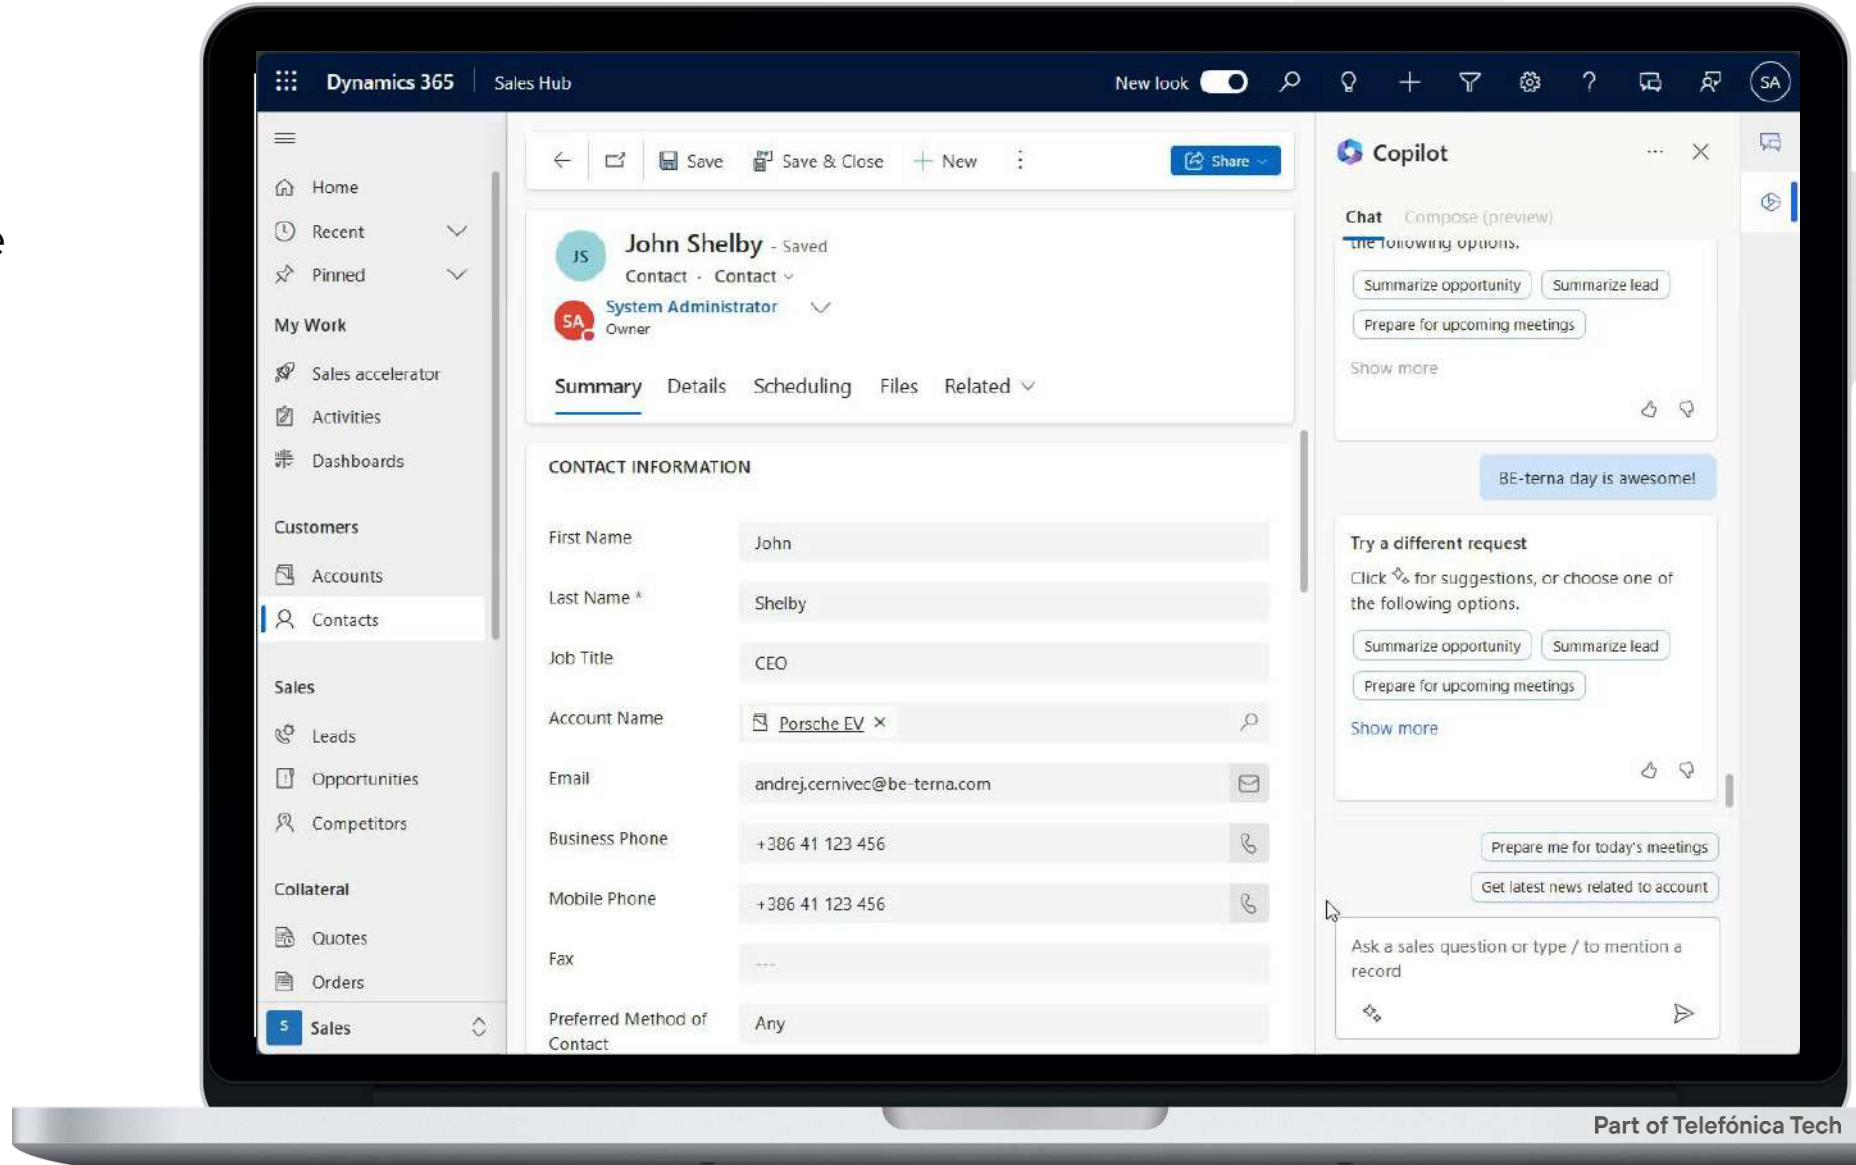 e
Dynamics 365 Sales Hub New look SA
Home
Recent
Pinned
My Work
Sales accelerator
Activities
Dashboards
Customers
Accounts
Contacts
Sales
Leads
Opportunities
Competitors
Collateral
Quotes
Orders
S Sales
Save Save & Close New Share
JS
John Shelby - Saved
Contact · Contact
SA
System Administrator
Owner
Summary Details Scheduling Files Related
CONTACT INFORMATION
First Name John
Last Name * Shelby
Job Title CEO
Account Name Porsche EV
Email andrej.cernivec@be-terna.com
Business Phone +386 41 123 456
Mobile Phone +386 41 123 456
Fax ---
Preferred Method of
Contact Any
Copilot
Chat Compose (preview)
the following options.
Summarize opportunity Summarize lead
Prepare for upcoming meetings
Show more
BE-terna day is awesome!
Try a different request
Click for suggestions, or choose one of
the following options.
Summarize opportunity Summarize lead
Prepare for upcoming meetings
Show more
Prepare me for today's meetings
Get latest news related to account
Ask a sales question or type / to mention a
record
Part of Telefónica Tech